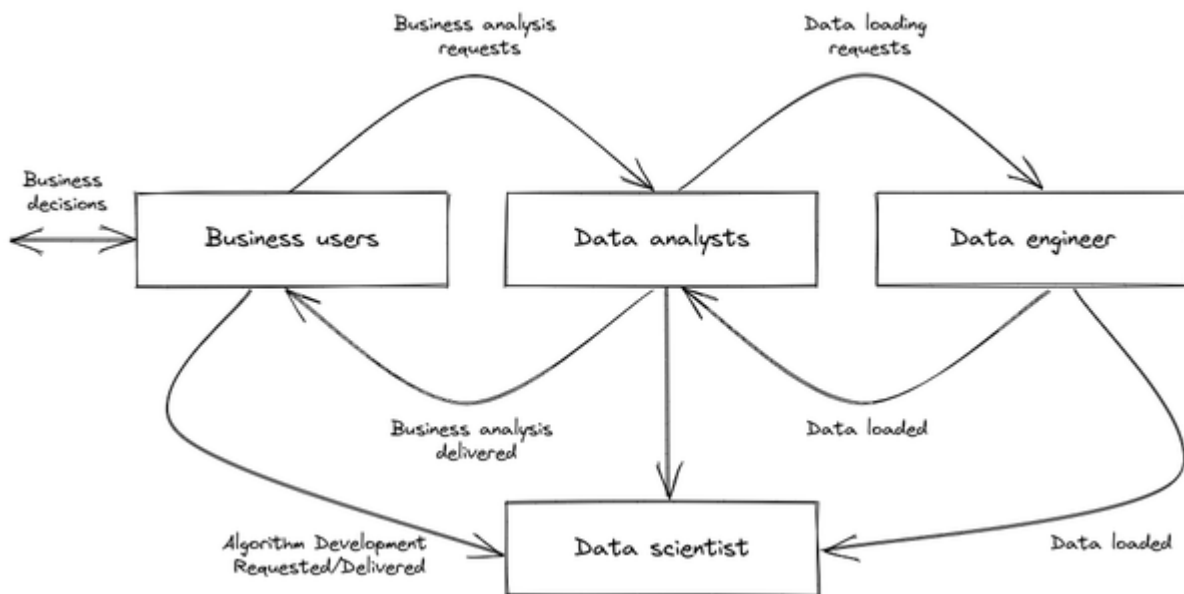 Business analysis
requests
Data loading
requests
Business
decisions
Business users
Data analysts
Data engineer
Business analysis
delivered
Data loaded
Algorithm Development
Requested/Delivered
Data scientist
Data loaded